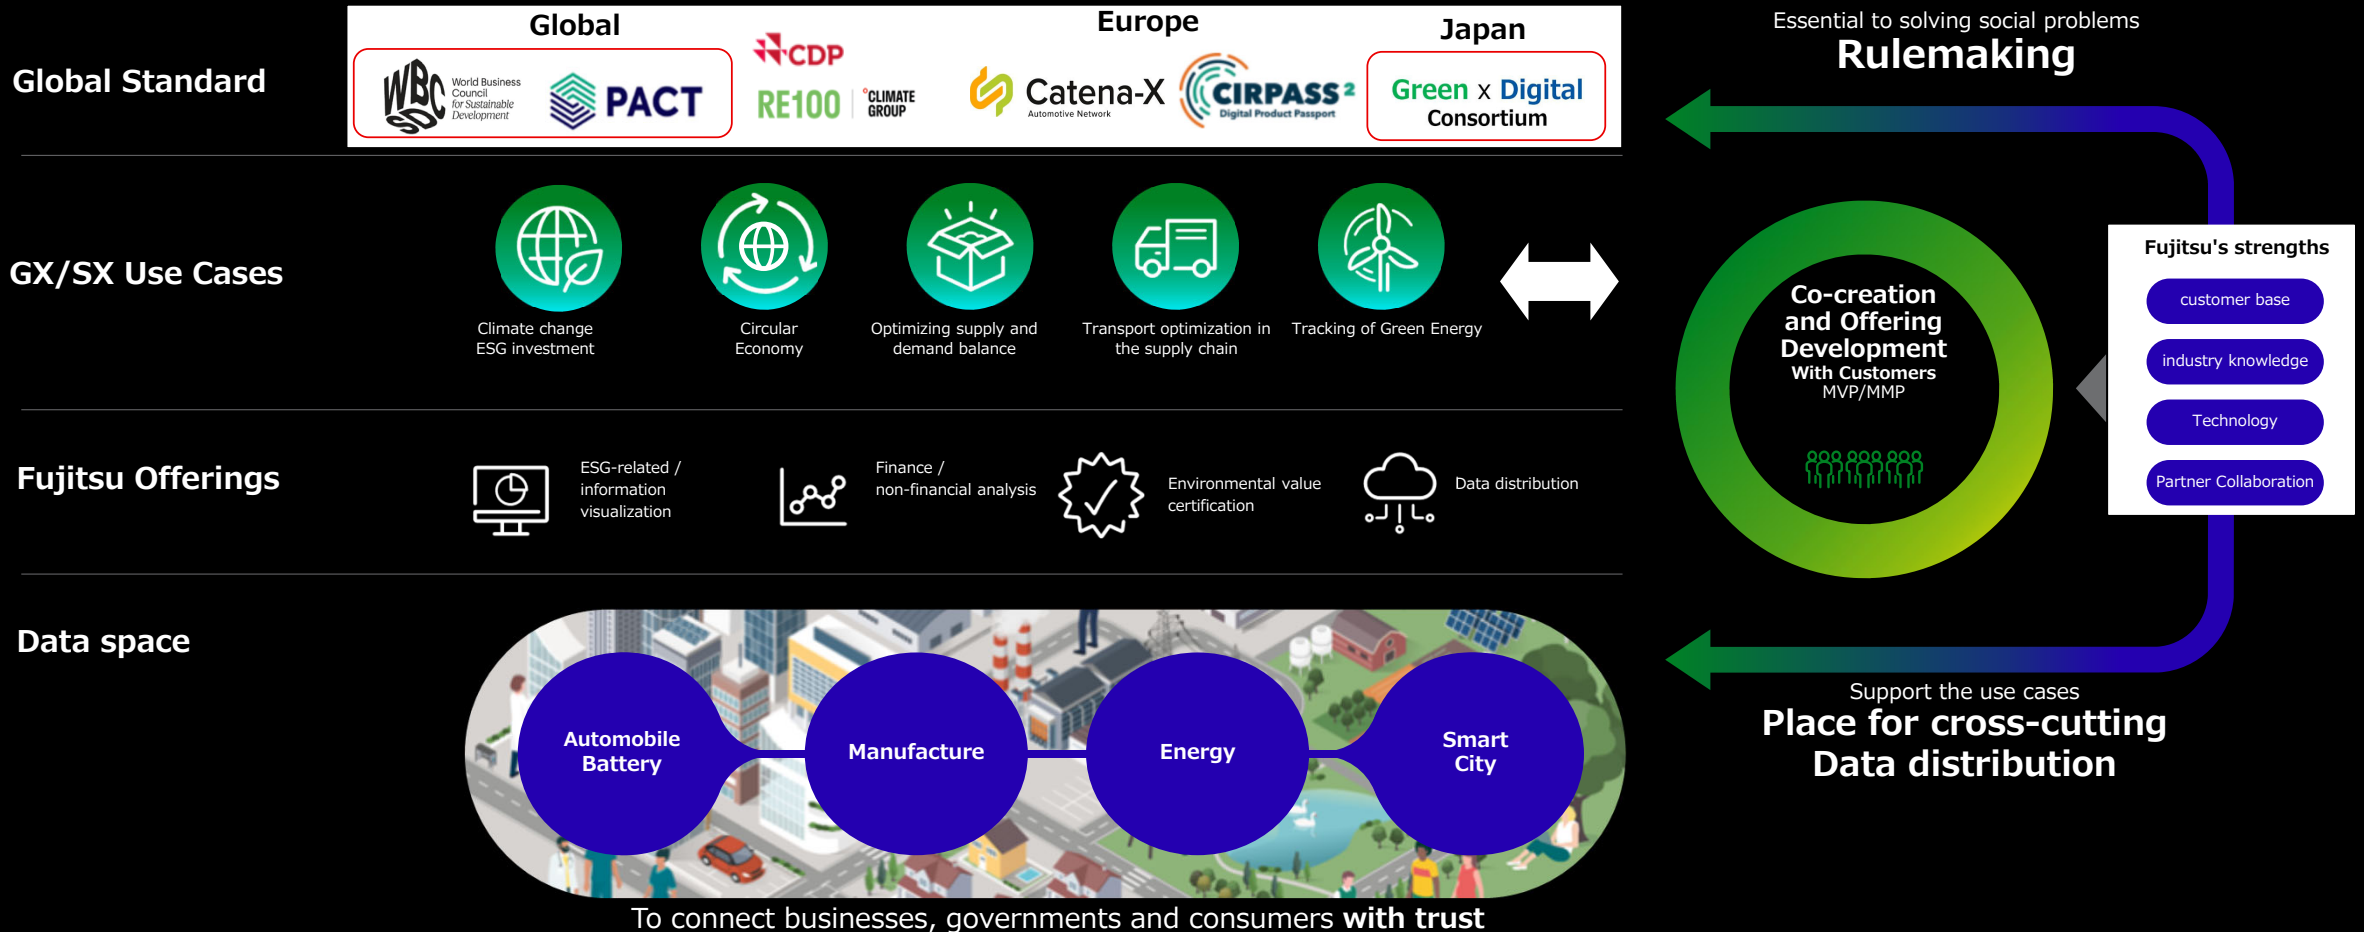 Global Standard
Global
WBCSD
World Business
Council
for Sustainable
Development
PACT
CDP
RE100
°CLIMATE
GROUP
Europe
Catena-X
Automotive Network
CIRPASS 2
Digital Product Passport
Japan
Green x Digital
Consortium
Essential to solving social problems
Rulemaking
GX/SX Use Cases
Climate change
ESG investment
Circular
Economy
Optimizing supply and
demand balance
Transport optimization in
the supply chain
Tracking of Green Energy
Co-creation
and Offering
Development
With Customers
MVP/MMP
Fujitsu's strengths
customer base
industry knowledge
Technology
Partner Collaboration
Fujitsu Offerings
ESG-related /
information
visualization
Finance /
non-financial analysis
Environmental value
certification
Data distribution
Data space
Automobile
Battery
Manufacture
Energy
Smart
City
Support the use cases
Place for cross-cutting
Data distribution
To connect businesses, governments and consumers with trust